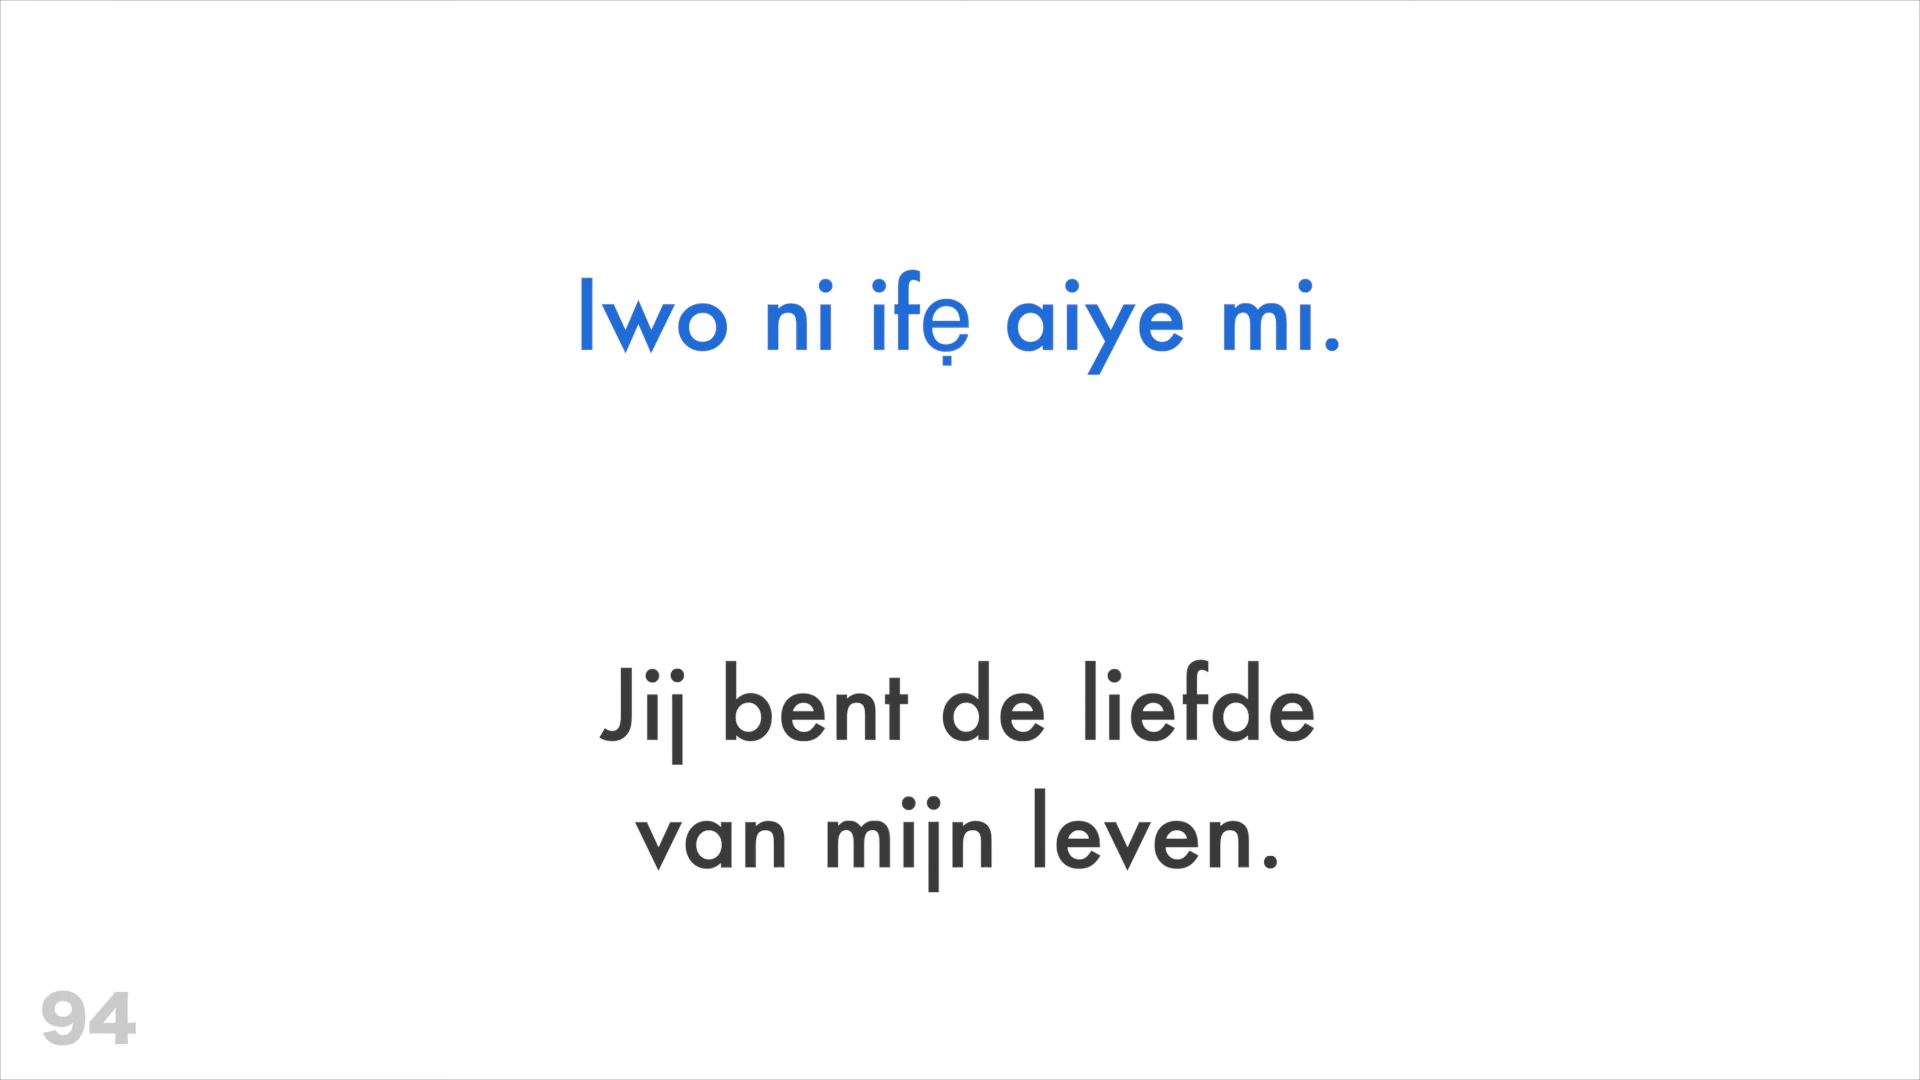 Iwo ni ifẹ aiye mi.
Jij bent de liefde
van mijn leven.
94